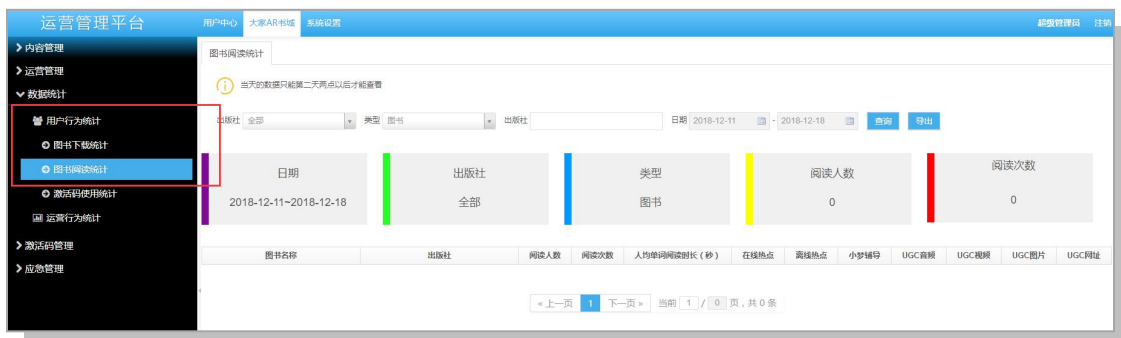 运营管理平台
用户中心 大家AR书城 系统设置
超级管理员 注销
内容管理
运营管理
数据统计
用户行为统计
图书下载统计
图书阅读统计
激活码使用统计
运营行为统计
激活码管理
应急管理
图书阅读统计
当天的数据只能第二天两点以后才能查看
出版社 全部 类型 图书 出版社 日期 2018-12-11 - 2018-12-18 查询 导出
日期 出版社 类型 阅读人数 阅读次数
2018-12-11~2018-12-18 全部 图书 0 0
图书名称 出版社 阅读人数 阅读次数 人均单词阅读时长(秒) 在线热点 离线热点 小梦辅导 UGC音频 UGC视频 UGC图片 UGC网址
«上一页 1 下一页» 当前 1 / 0 页,共 0 条